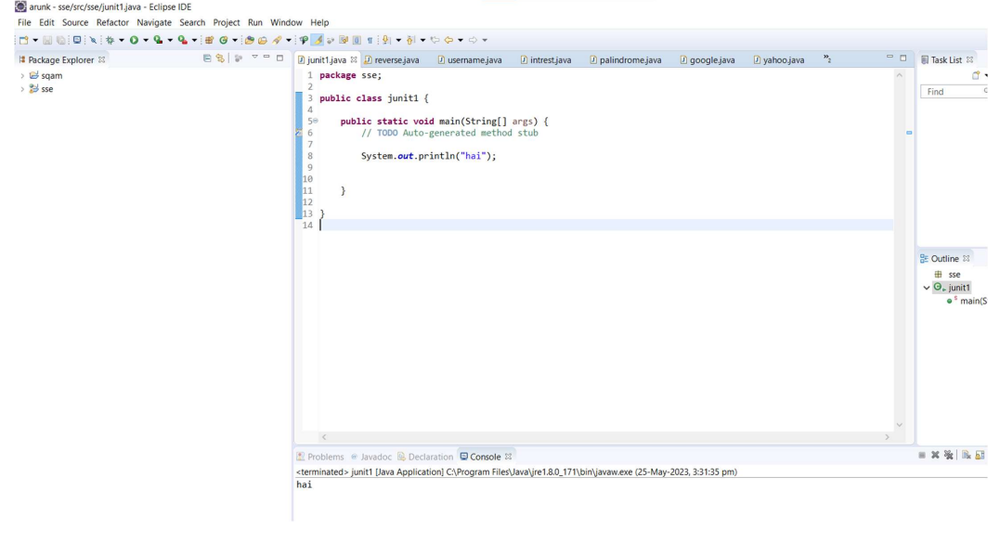 arunk - sse/src/sse/junit1.java - Eclipse IDE
File Edit Source Refactor Navigate Search Project Run Window Help
Package Explorer
sqam
sse
junit1.java reverse.java username.java intrest.java palindrome.java google.java yahoo.java »2
1 package sse;
2
3 public class junit1 {
4
5 public static void main(String[] args) {
6 // TODO Auto-generated method stub
7
8 System.out.println("hai");
9
10
11 }
12
13 }
14
Task List
Find
Outline
sse
junit1
main(S
Problems Javadoc Declaration Console
<terminated> junit1 [Java Application] C:\Program Files\Java\jre1.8.0_171\bin\javaw.exe (25-May-2023, 3:31:35 pm)
hai